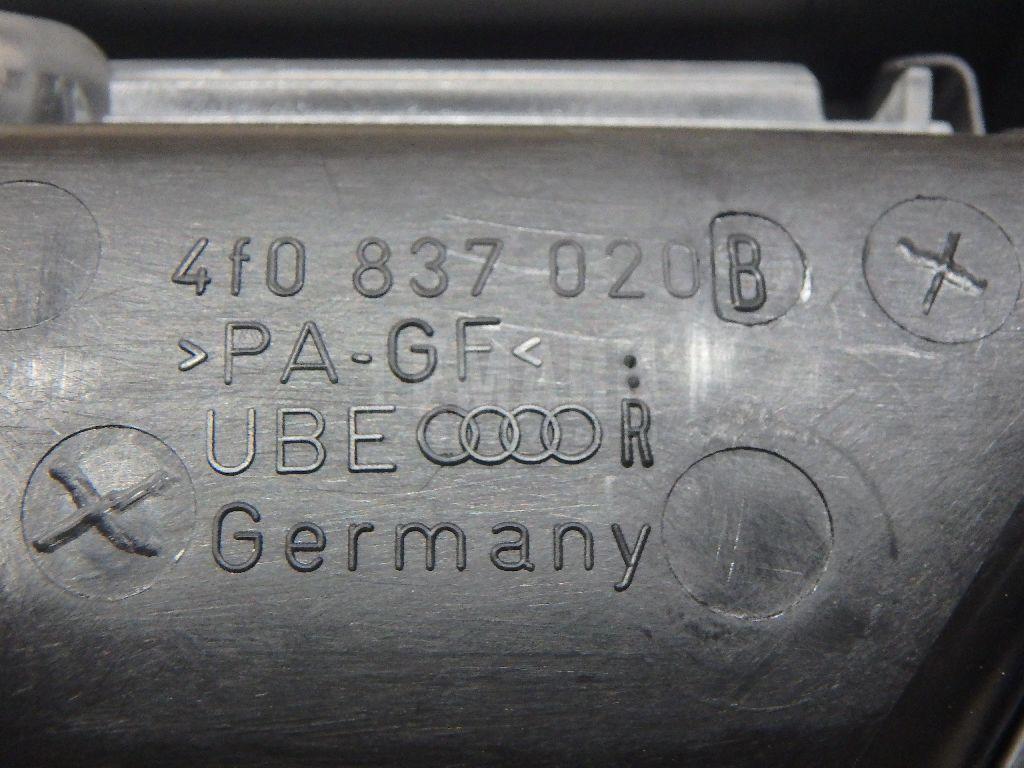 4f0 837 020 B
>PA-GF<
UBE R
Germany